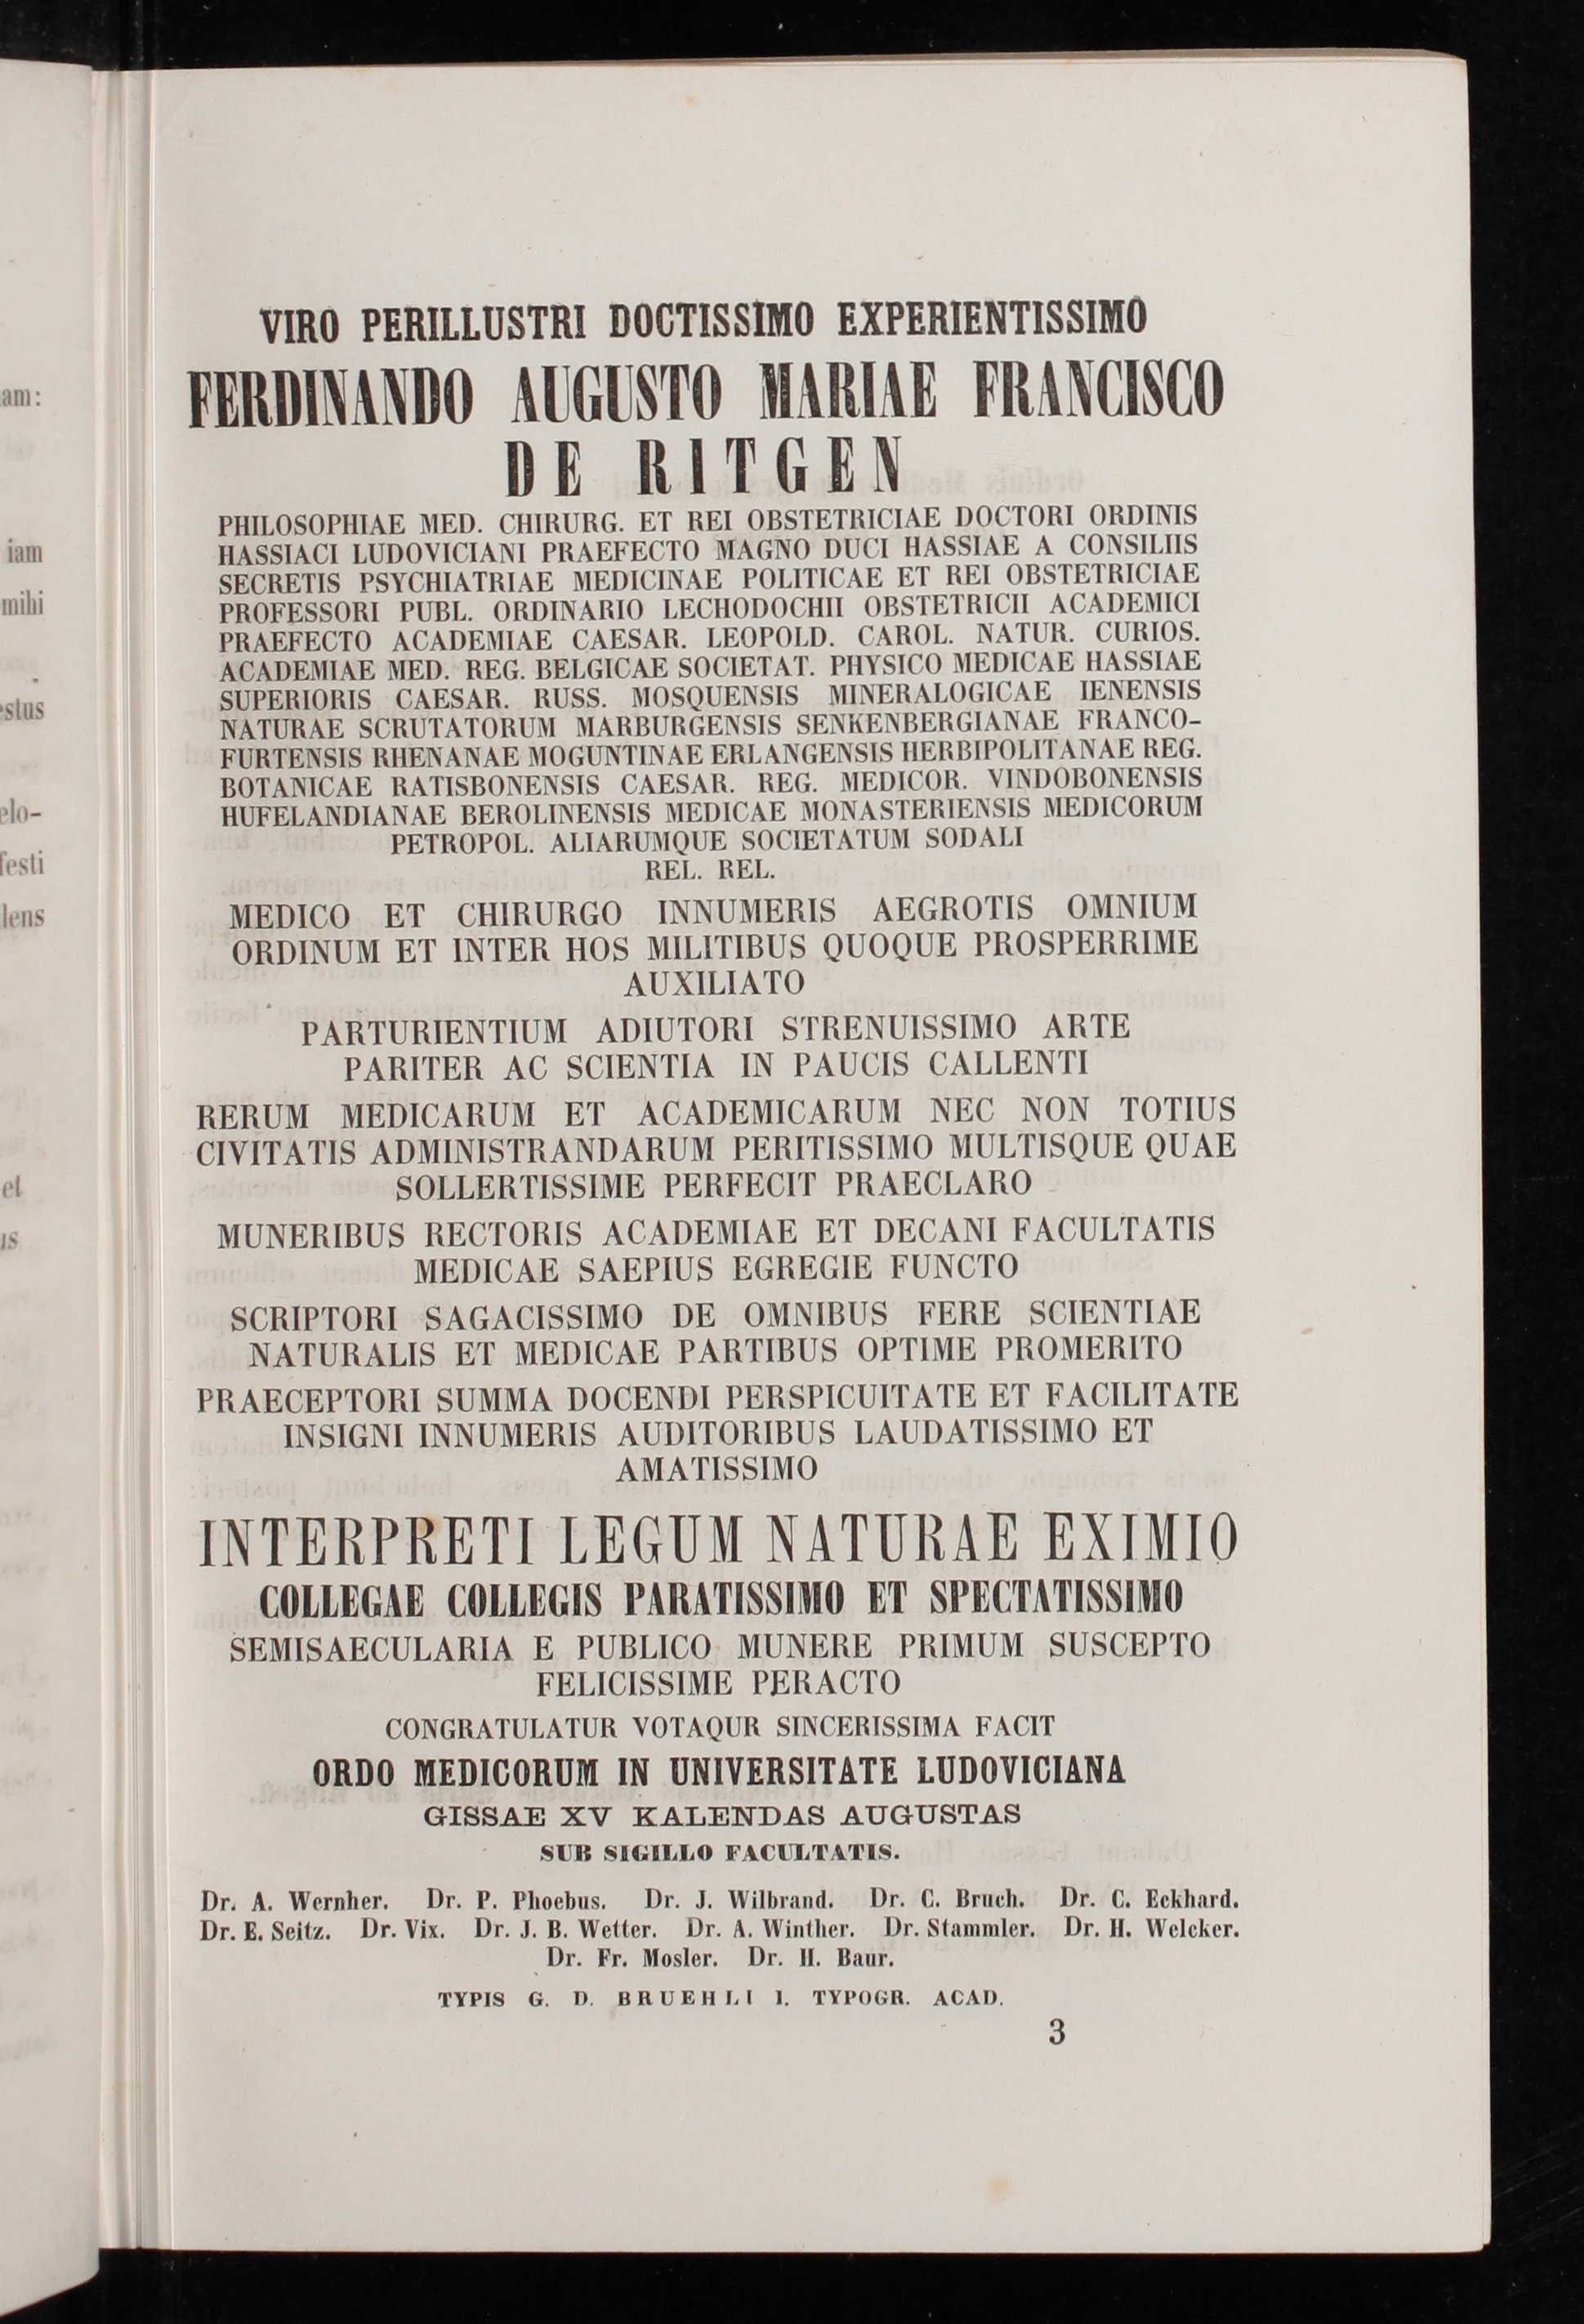 VIRO PERILLUSTRI DOCTISSIMO EXPERIENTISSIMO
FERDINANDO AUGUSTO MARIAE FRANCISCO
DE RITGEN
PHILOSOPHIAE MED. CHIRURG. ET REI OBSTETRICIAE DOCTORI ORDINIS
HASSIACI LUDOVICIANI PRAEFECTO MAGNO DUCI HASSIAE A CONSILIIS
SECRETIS PSYCHIATRIAE MEDICINAE POLITICAE ET REI OBSTETRICIAE
PROFESSORI PUBL. ORDINARIO LECHODOCHII OBSTETRICII ACADEMICI
PRAEFECTO ACADEMIAE CAESAR. LEOPOLD. CAROL. NATUR. CURIOS.
ACADEMIAE MED. REG. BELGICAE SOCIETAT. PHYSICO MEDICAE HASSIAE
SUPERIORIS CAESAR. RUSS. MOSQUENSIS MINERALOGICAE IENENSIS
NATURAE SCRUTATORUM MARBURGENSIS SENKENBERGIANAE FRANCO-
FURTENSIS RHENANAE MOGUNTINAE ERLANGENSIS HERBIPOLITANAE REG.
BOTANICAE RATISBONENSIS CAESAR. REG. MEDICOR. VINDOBONENSIS
HUFELANDIANAE BEROLINENSIS MEDICAE MONASTERIENSIS MEDICORUM
PETROPOL. ALIARUMQUE SOCIETATUM SODALI
REL. REL.
MEDICO ET CHIRURGO INNUMERIS AEGROTIS OMNIUM
ORDINUM ET INTER HOS MILITIBUS QUOQUE PROSPERRIME
AUXILIATO
PARTURIENTIUM ADIUTORI STRENUISSIMO ARTE
PARITER AC SCIENTIA IN PAUCIS CALLENTI
RERUM MEDICARUM ET ACADEMICARUM NEC NON TOTIUS
CIVITATIS ADMINISTRANDARUM PERITISSIMO MULTISQUE QUAE
SOLLERTISSIME PERFECIT PRAECLARO
MUNERIBUS RECTORIS ACADEMIAE ET DECANI FACULTATIS
MEDICAE SAEPIUS EGREGIE FUNCTO
SCRIPTORI SAGACISSIMO DE OMNIBUS FERE SCIENTIAE
NATURALIS ET MEDICAE PARTIBUS OPTIME PROMERITO
PRAECEPTORI SUMMA DOCENDI PERSPICUITATE ET FACILITATE
INSIGNI INNUMERIS AUDITORIBUS LAUDATISSIMO ET
AMATISSIMO
INTERPRETI LEGUM NATURAE EXIMIO
COLLEGAE COLLEGIS PARATISSIMO ET SPECTATISSIMO
SEMISAECULARIA E PUBLICO MUNERE PRIMUM SUSCEPTO
FELICISSIME PERACTO
CONGRATULATUR VOTAQUR SINCERISSIMA FACIT
ORDO MEDICORUM IN UNIVERSITATE LUDOVICIANA
GISSAE XV KALENDAS AUGUSTAS
SUB SIGILLO FACULTATIS.
Dr. A. Wernher. Dr. P. Phoebus. Dr. J. Wilbrand. Dr. C. Bruch. Dr. C. Eckhard.
Dr. E. Seitz. Dr. Vix. Dr. J. B. Wetter. Dr. A. Winther. Dr. Stammler. Dr. H. Welcker.
Dr. Fr. Mosler. Dr. H. Baur.
TYPIS G. D. BRUEHLI I. TYPOGR. ACAD.
3